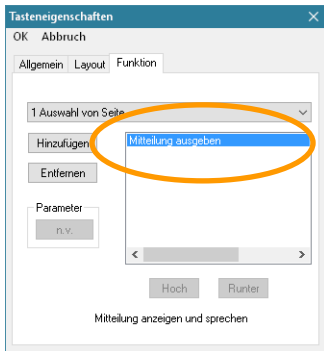 Tasteneigenschaften
OK Abbruch
Allgemein Layout Funktion
1 Auswahl von Seite
Hinzufügen
Mitteilung ausgeben
Entfernen
Parameter
n.v.
Hoch Runter
Mitteilung anzeigen und sprechen